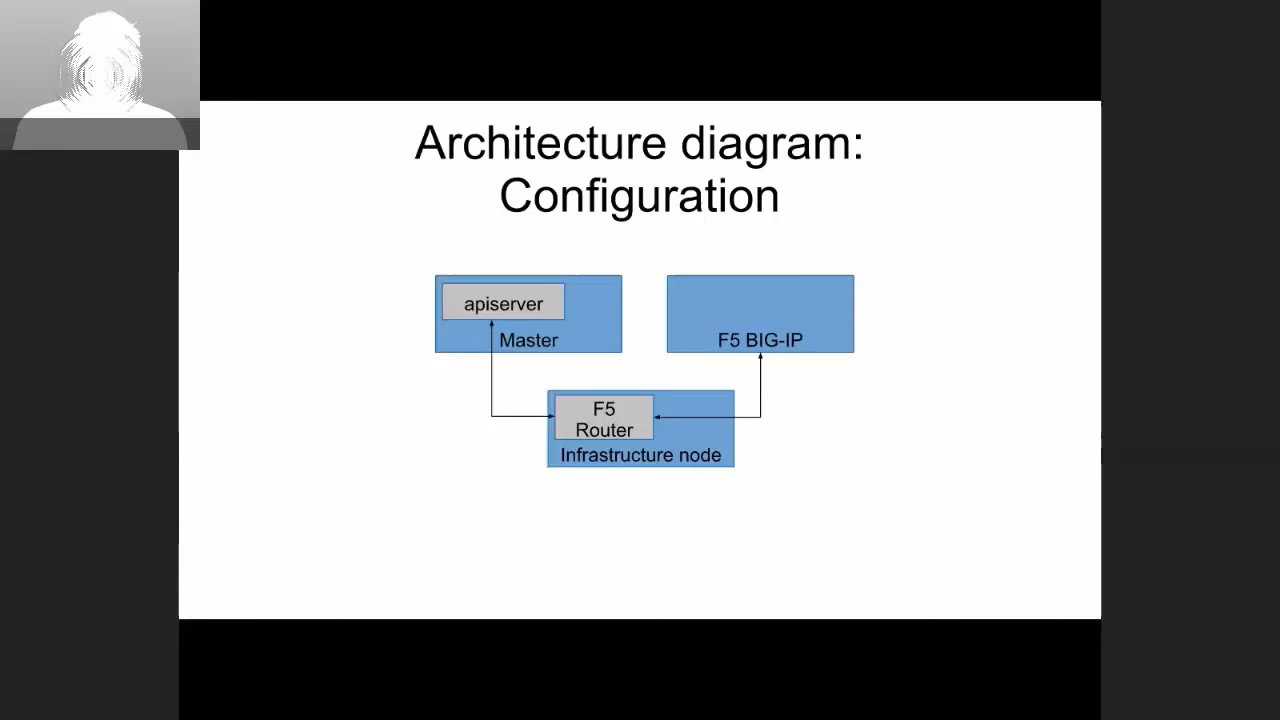 Architecture diagram:
Configuration
apiserver
Master
F5 BIG-IP
F5
Router
Infrastructure node